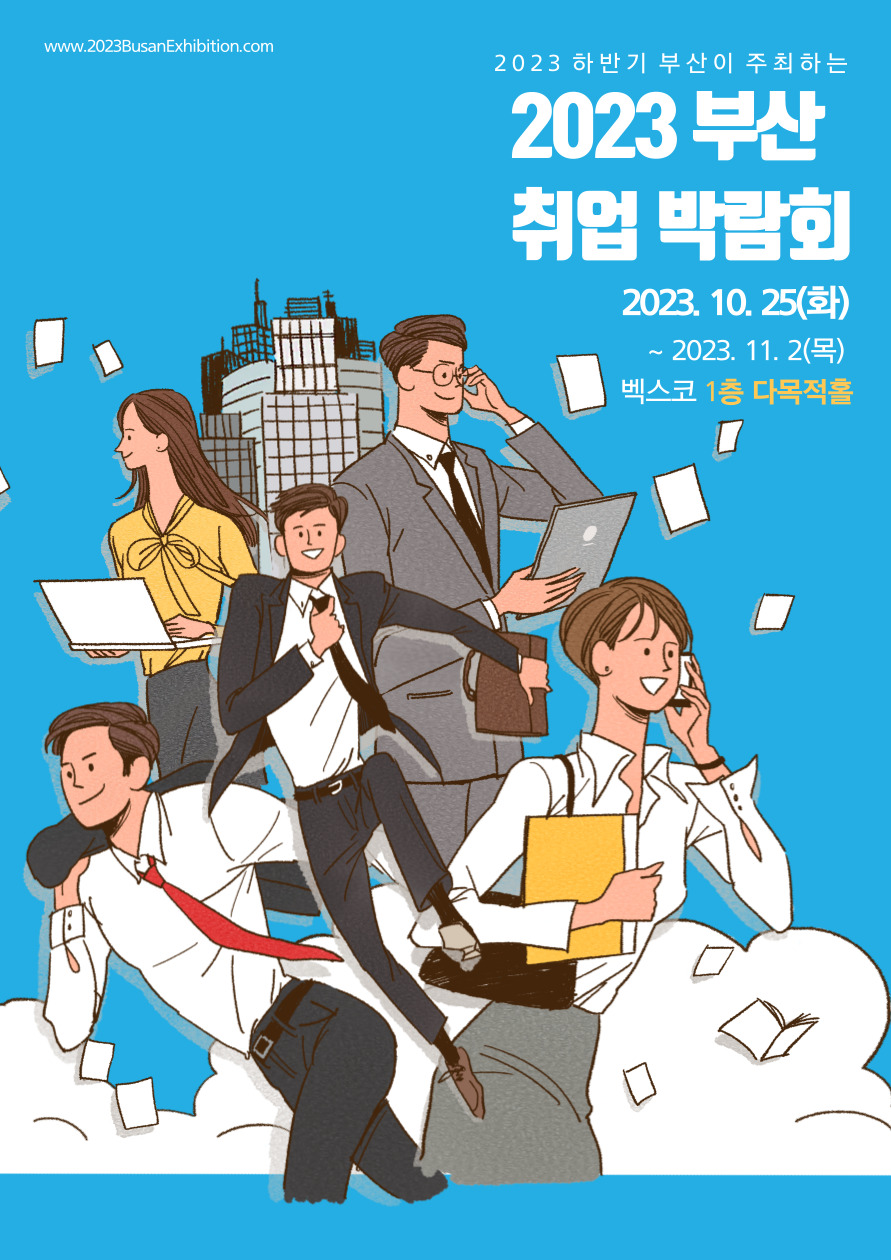 www.2023BusanExhibition.com
2023 하반기 부산이 주최하는
2023 부산
취업 박람회
2023. 10. 25(화)
~ 2023. 11. 2(목)
벡스코 1층 다목적홀